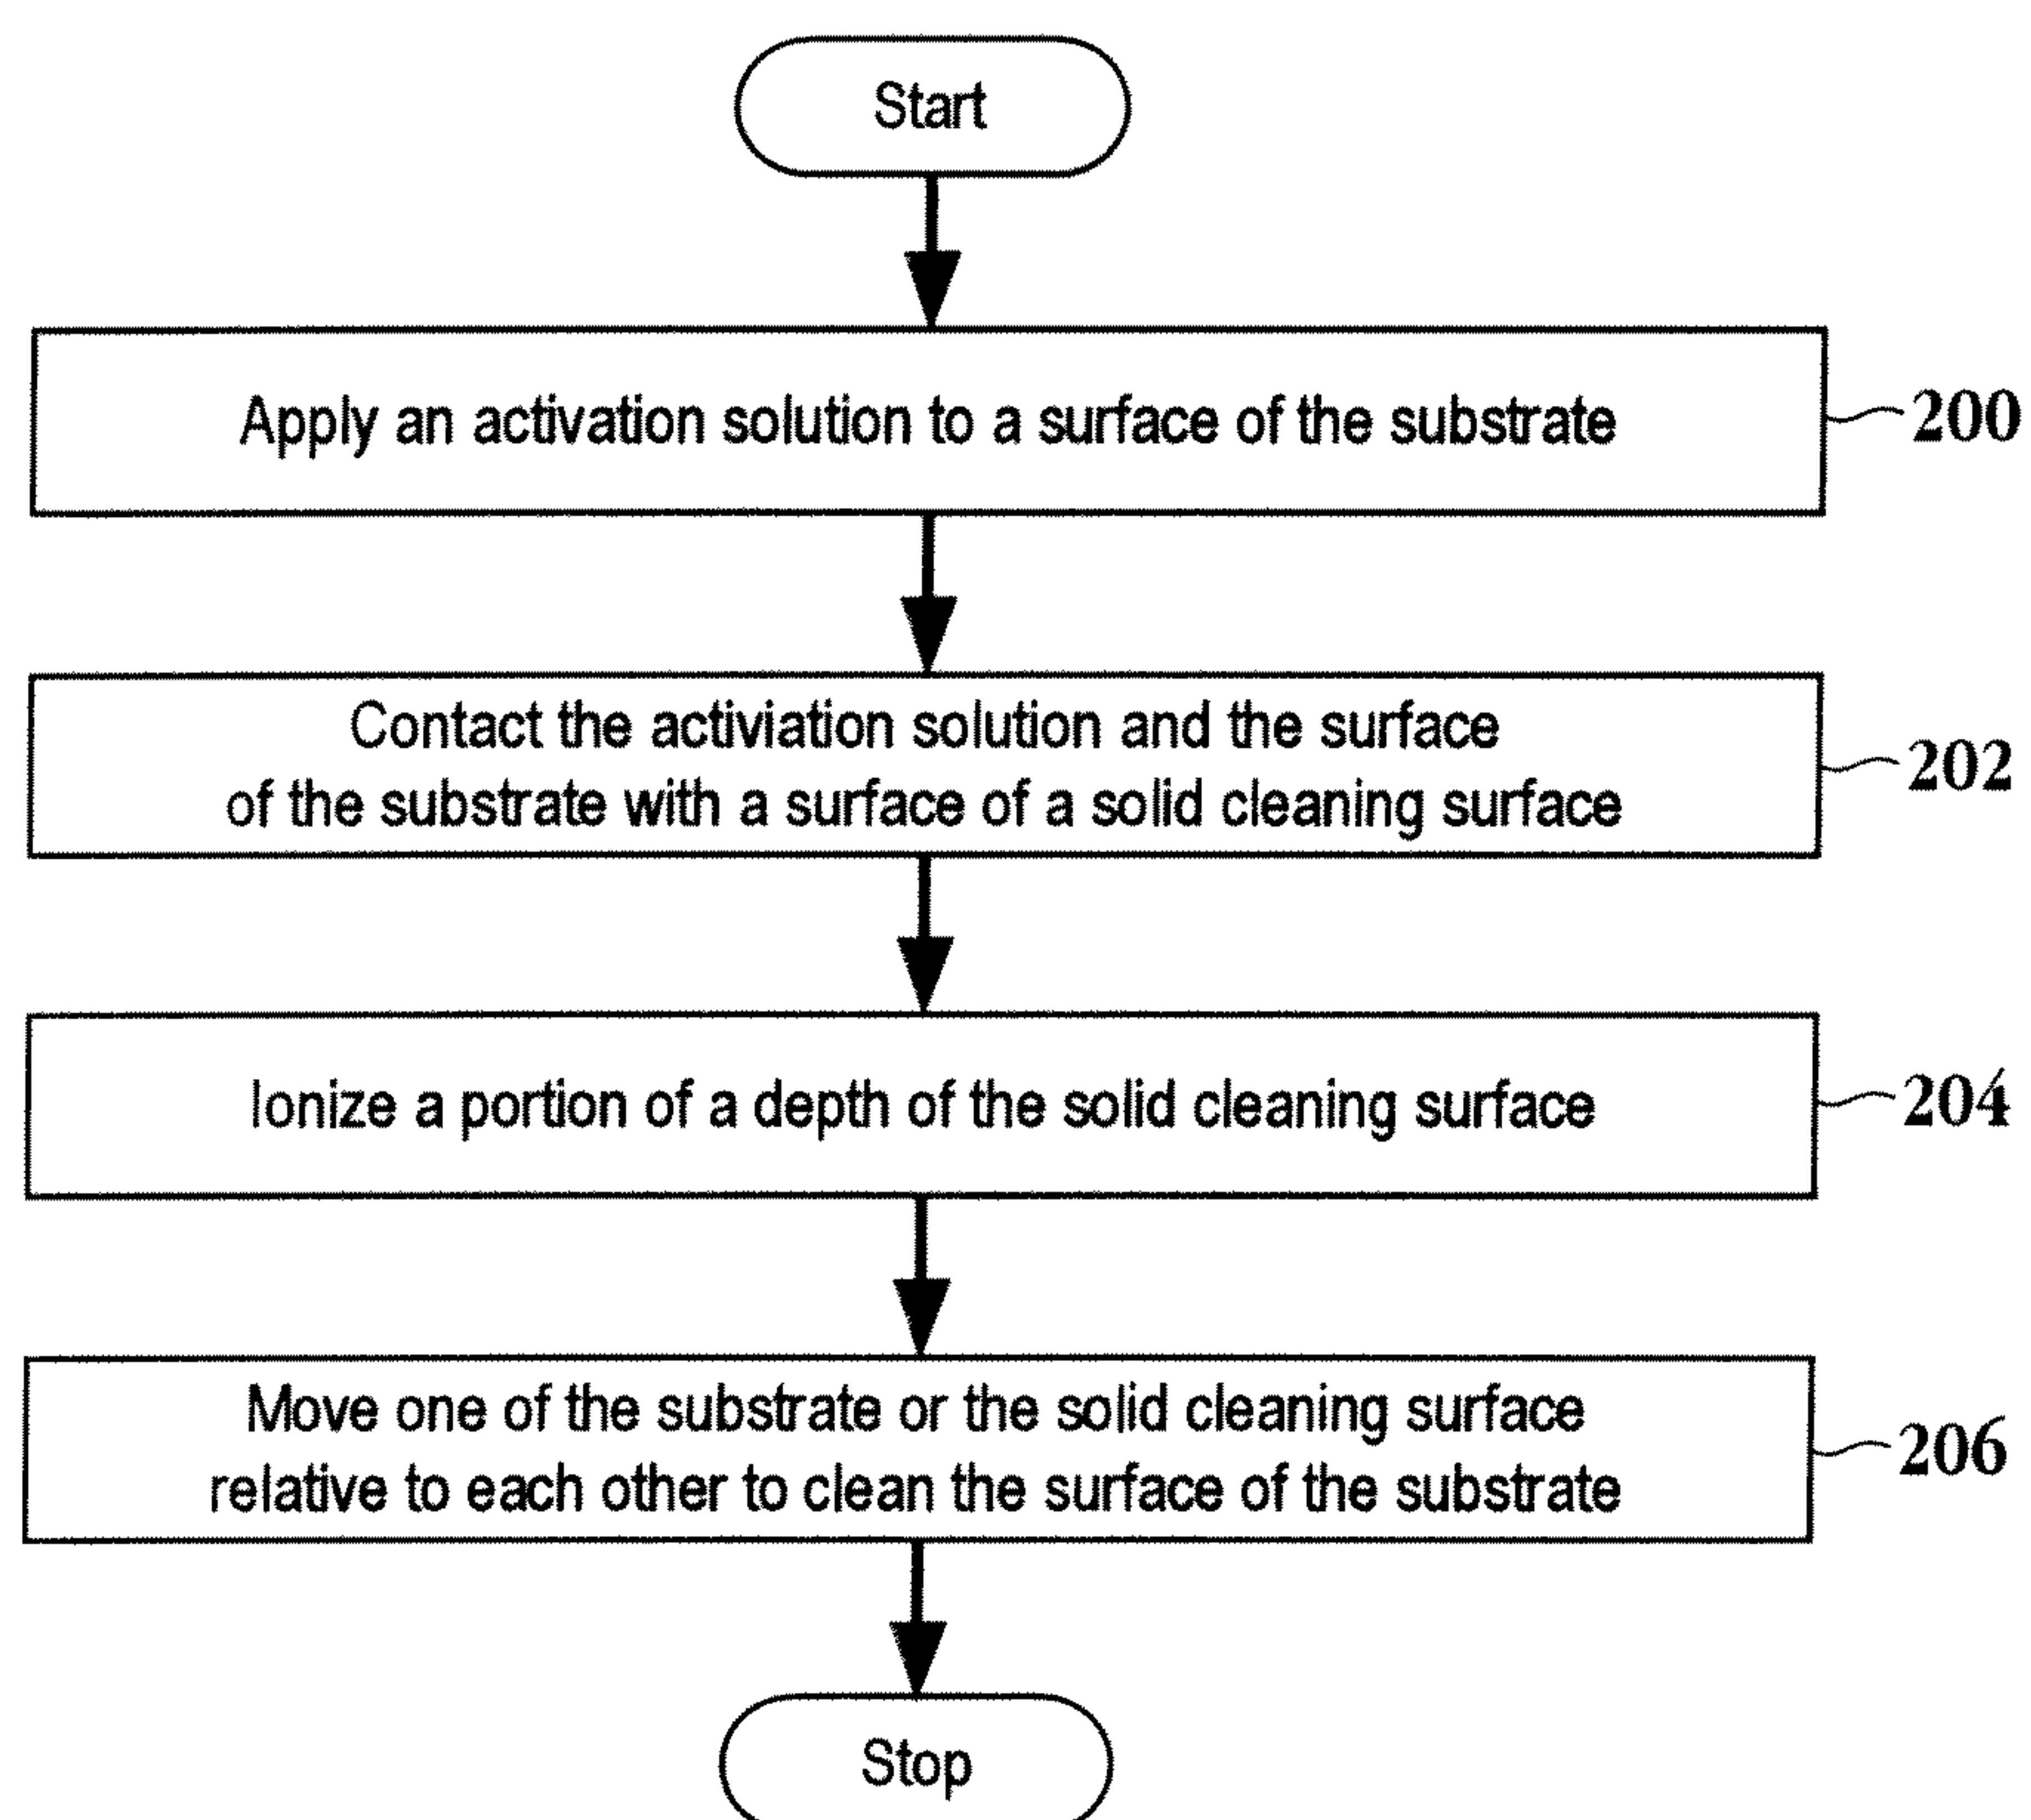 Start
Apply an activation solution to a surface of the substrate
200
Contact the activiation solution and the surface
of the substrate with a surface of a solid cleaning surface
202
Ionize a portion of a depth of the solid cleaning surface
204
Move one of the substrate or the solid cleaning surface
relative to each other to clean the surface of the substrate
206
Stop